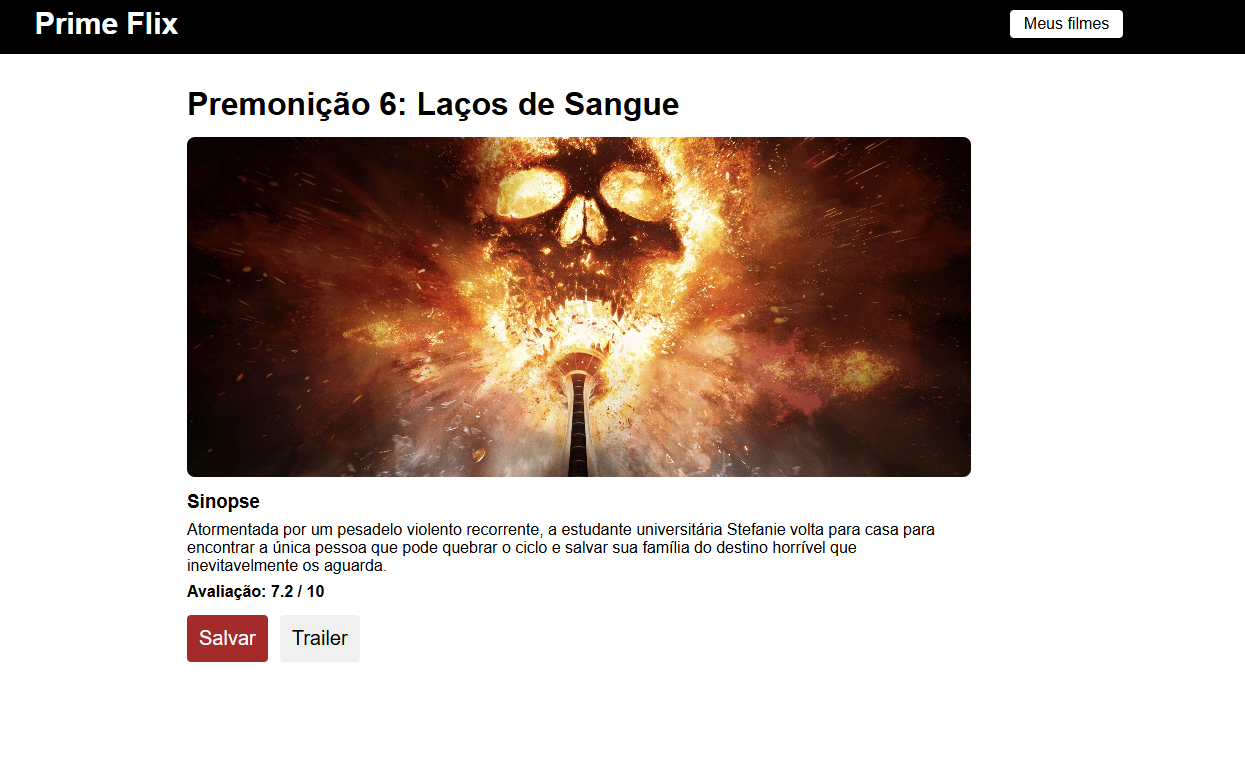 Prime Flix
Meus filmes
Premonição 6: Laços de Sangue
Sinopse
Atormentada por um pesadelo violento recorrente, a estudante universitária Stefanie volta para casa para
encontrar a única pessoa que pode quebrar o ciclo e salvar sua família do destino horrível que
inevitavelmente os aguarda.
Avaliação: 7.2 / 10
Salvar
Trailer